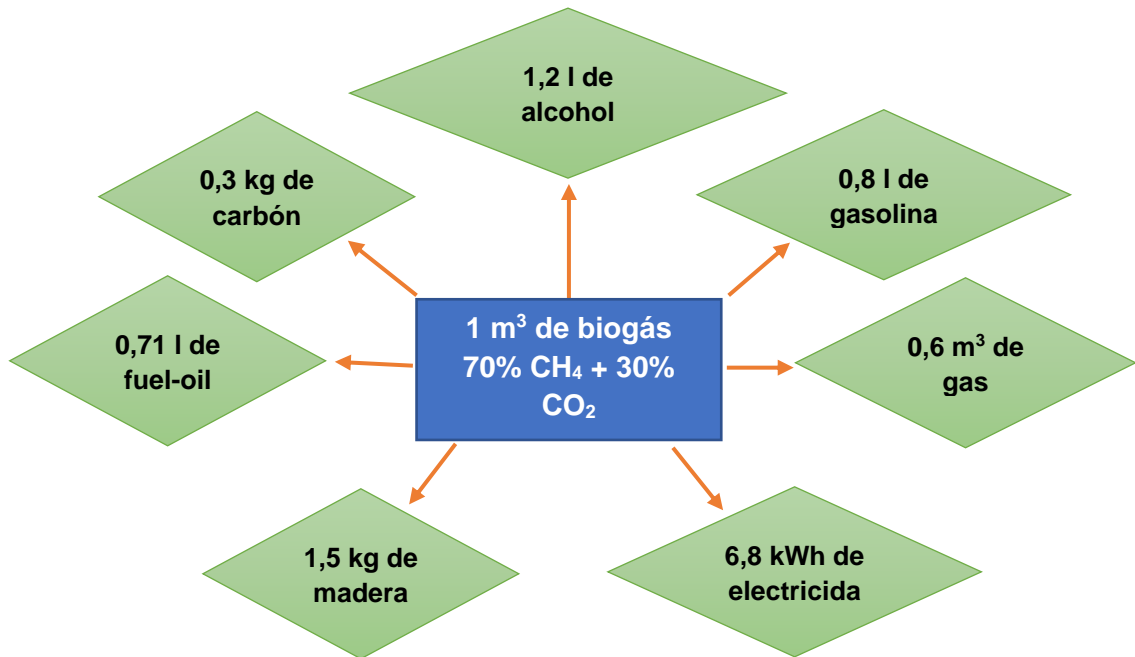 1,2 l de
alcohol
0,3 kg de
carbón
0,8 l de
gasolina
0,71 l de
fuel-oil
1 m³ de biogás
70% CH₄ + 30%
CO₂
0,6 m³ de
gas
1,5 kg de
madera
6,8 kWh de
electricida